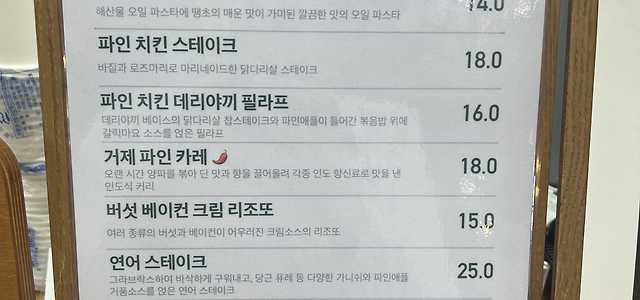 해산물 오일 파스타에 땡초의 매운 맛이 가미된 깔끔한 맛의 오일 파스타
14.0
파인 치킨 스테이크
18.0
바질과 로즈마리로 마리네이드한 닭다리살 스테이크
파인 치킨 데리야끼 필라프
16.0
데리야끼 베이스의 닭다리살 찹스테이크와 파인애플이 들어간 볶음밥 위에
갈릭마요 소스를 얹은 필라프
거제 파인 카레
18.0
오랜 시간 양파를 볶아 단 맛과 향을 끌어올려 각종 인도 향신료로 맛을 낸
인도식 커리
버섯 베이컨 크림 리조또
15.0
여러 종류의 버섯과 베이컨이 어우러진 크림소스의 리조또
연어 스테이크
25.0
그라브락스하여 바삭하게 구워내고, 당근 퓨레 등 다양한 가니쉬와 파인애플
거품소스를 얹은 연어 스테이크